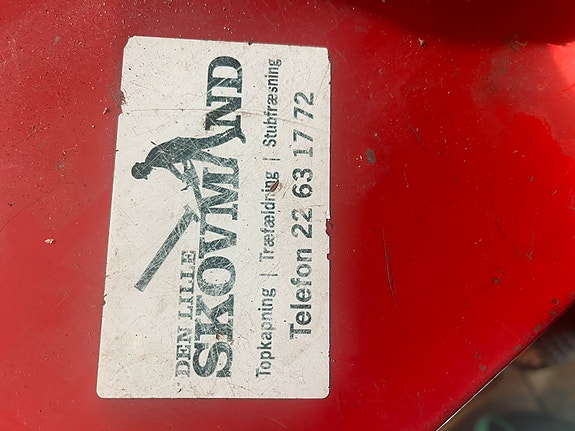 DEN LILLE
SKOVMAND
Topkapning | Træfældning | Stubfræsning
Telefon 22 63 17 72